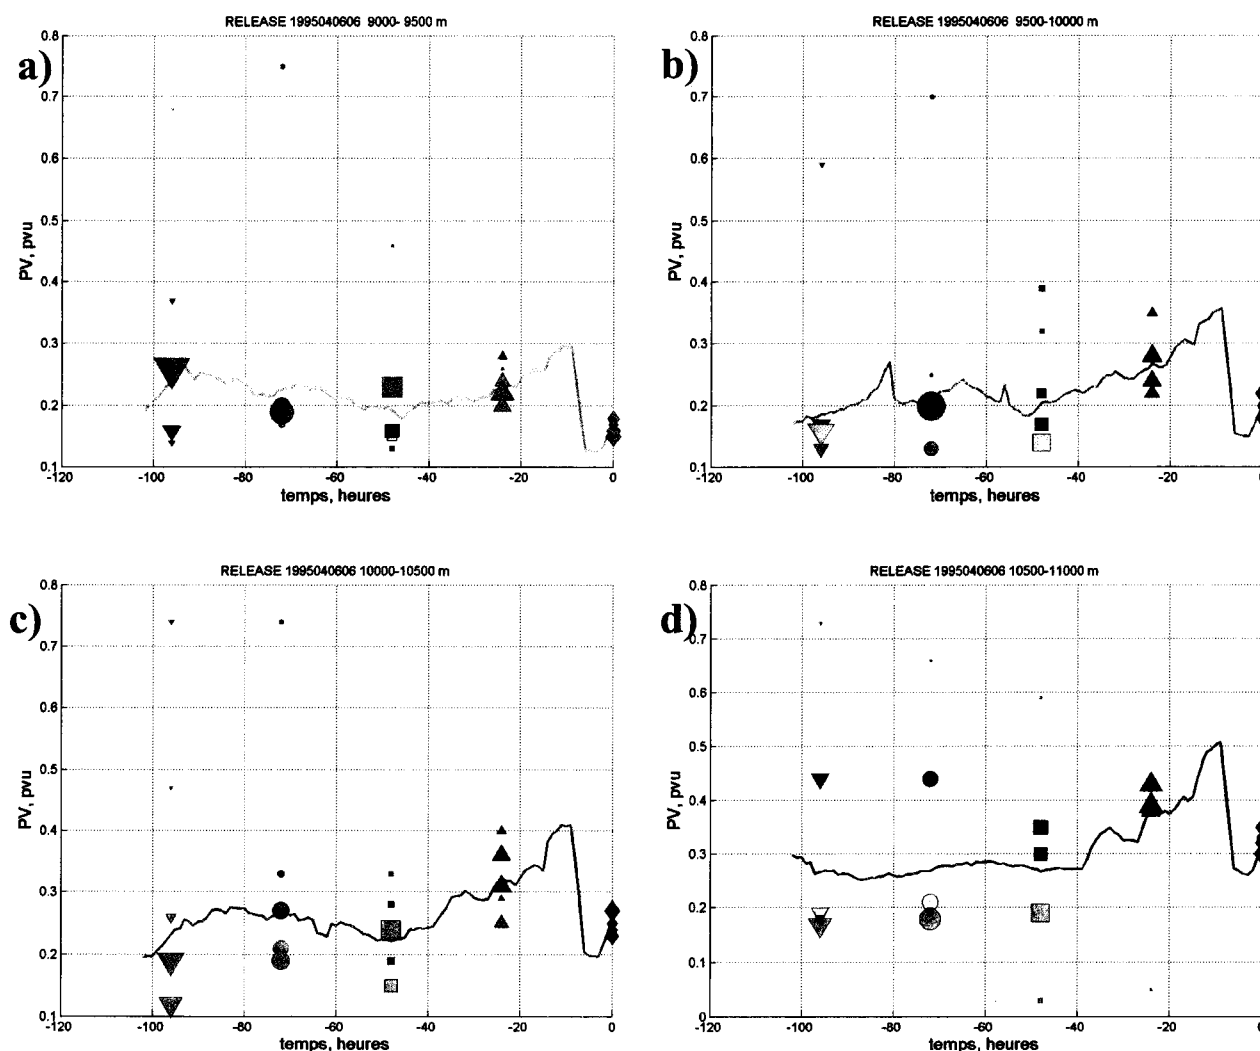 RELEASE 1995040606 9000- 9500 m
a)
0.8
0.7
0.6
0.5
0.4
0.3
0.2
0.1
PV, pvu
-120 -100 -80 -60 -40 -20 0
temps, heures
RELEASE 1995040606 9500-10000 m
b)
0.8
0.7
0.6
0.5
0.4
0.3
0.2
0.1
PV, pvu
-120 -100 -80 -60 -40 -20 0
temps, heures
RELEASE 1995040606 10000-10500 m
c)
0.8
0.7
0.6
0.5
0.4
0.3
0.2
0.1
PV, pvu
-120 -100 -80 -60 -40 -20 0
temps, heures
RELEASE 1995040606 10500-11000 m
d)
0.8
0.7
0.6
0.5
0.4
0.3
0.2
0.1
0
PV, pvu
-120 -100 -80 -60 -40 -20 0
temps, heures